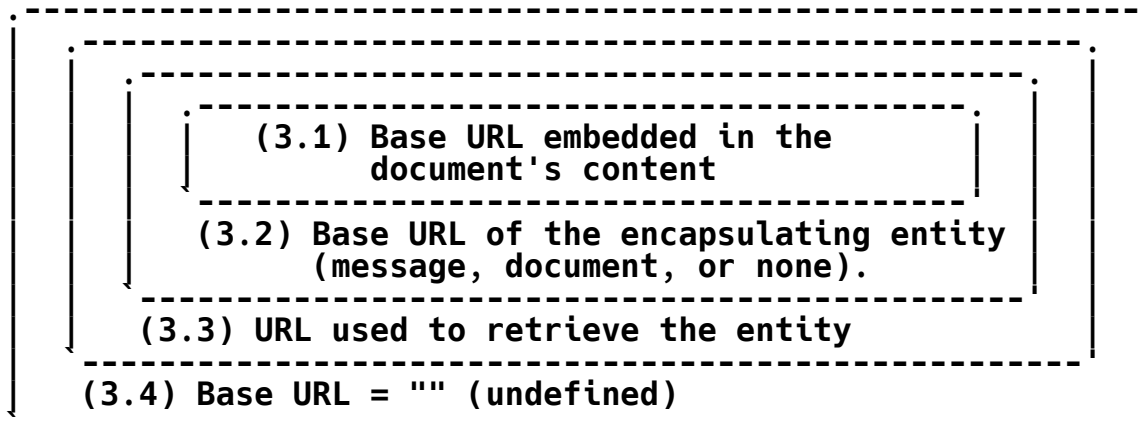 (3.1) Base URL embedded in the
document's content
(3.2) Base URL of the encapsulating entity
(message, document, or none).
(3.3) URL used to retrieve the entity
(3.4) Base URL = "" (undefined)